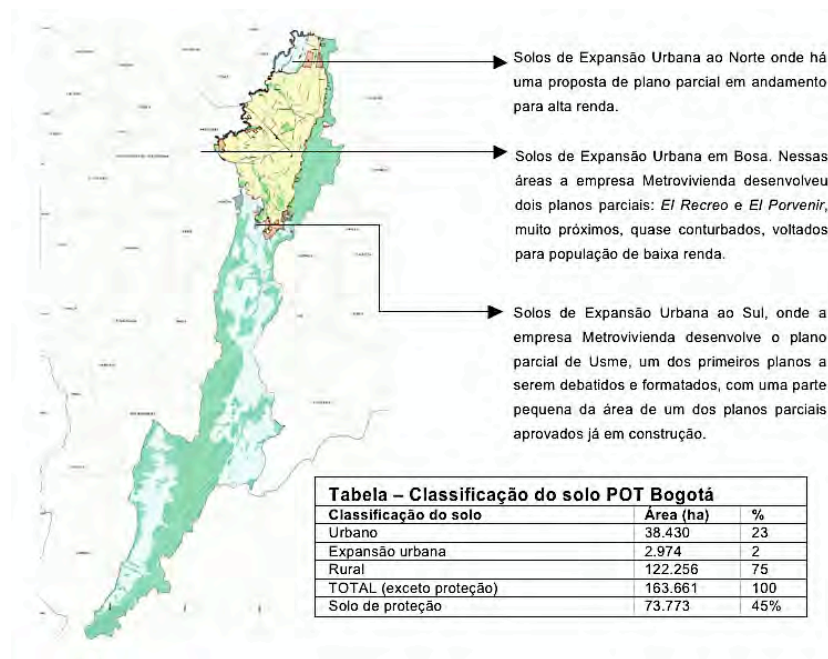 Solos de Expansão Urbana ao Norte onde há
uma proposta de plano parcial em andamento
para alta renda.
Solos de Expansão Urbana em Bosa. Nessas
áreas a empresa Metrovivienda desenvolveu
dois planos parciais: El Recreo e El Porvenir,
muito próximos, quase conturbados, voltados
para população de baixa renda.
Solos de Expansão Urbana ao Sul, onde a
empresa Metrovivienda desenvolve o plano
parcial de Usme, um dos primeiros planos a
serem debatidos e formatados, com uma parte
pequena da área de um dos planos parciais
aprovados já em construção.
Tabela – Classificação do solo POT Bogotá
Classificação do solo Área (ha) %
Urbano 38.430 23
Expansão urbana 2.974 2
Rural 122.256 75
TOTAL (exceto proteção) 163.661 100
Solo de proteção 73.773 45%